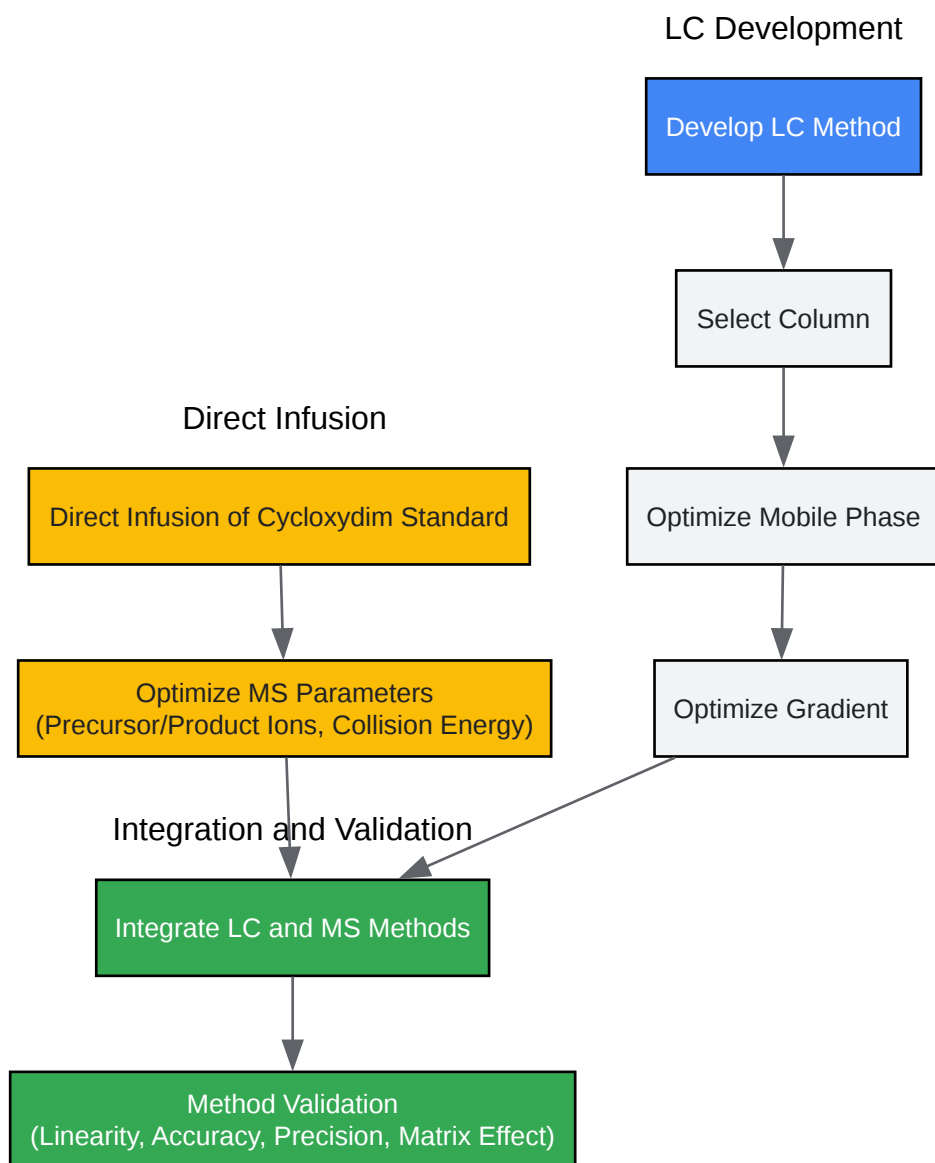 LC Development
Develop LC Method
Select Column
Direct Infusion
Direct Infusion of Cycloxydim Standard
Optimize Mobile Phase
Optimize MS Parameters
(Precursor/Product Ions, Collision Energy)
Optimize Gradient
Integration and Validation
Integrate LC and MS Methods
Method Validation
(Linearity, Accuracy, Precision, Matrix Effect)